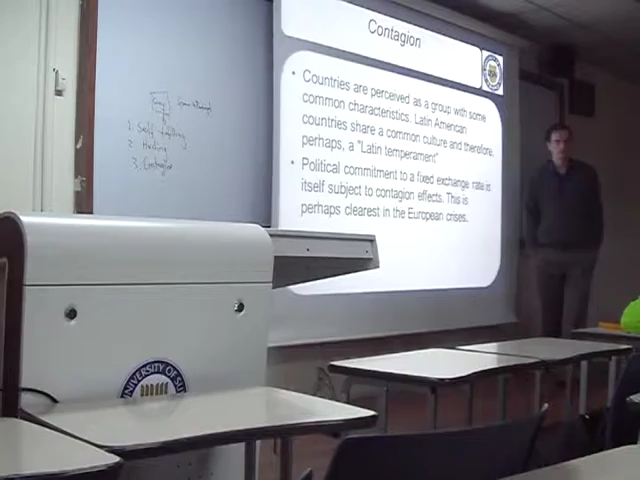 Contagion
• Countries are perceived as a group with some
common characteristics. Latin American
countries share a common culture and therefore,
perhaps, a "Latin temperament"
• Political commitment to a fixed exchange rate is
itself subject to contagion effects. This is
perhaps clearest in the European crises.
1. Self fulfilling
2. Herding
3. Contagion
UNIVERSITY OF SU